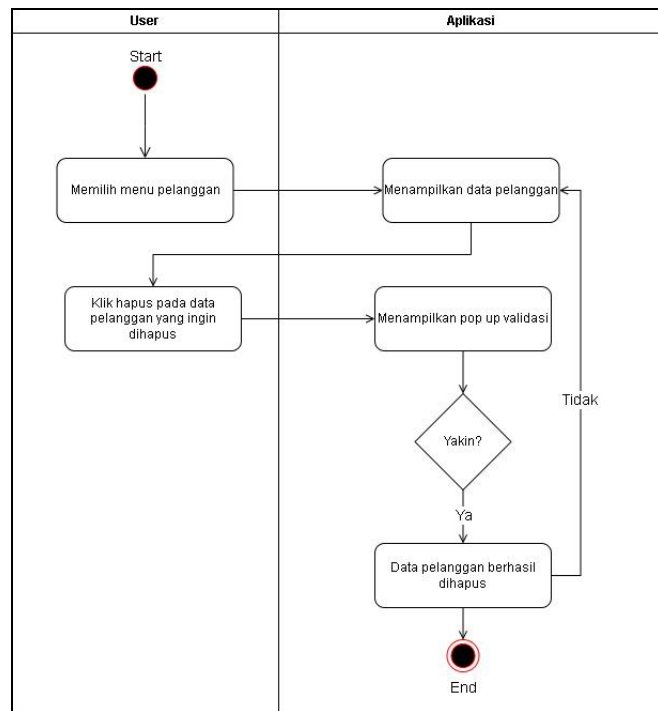 User
Aplikasi
Start
Memilih menu pelanggan
Menampilkan data pelanggan
Klik hapus pada data
pelanggan yang ingin
dihapus
Menampilkan pop up validasi
Tidak
Yakin?
Ya
Data pelanggan berhasil
dihapus
End